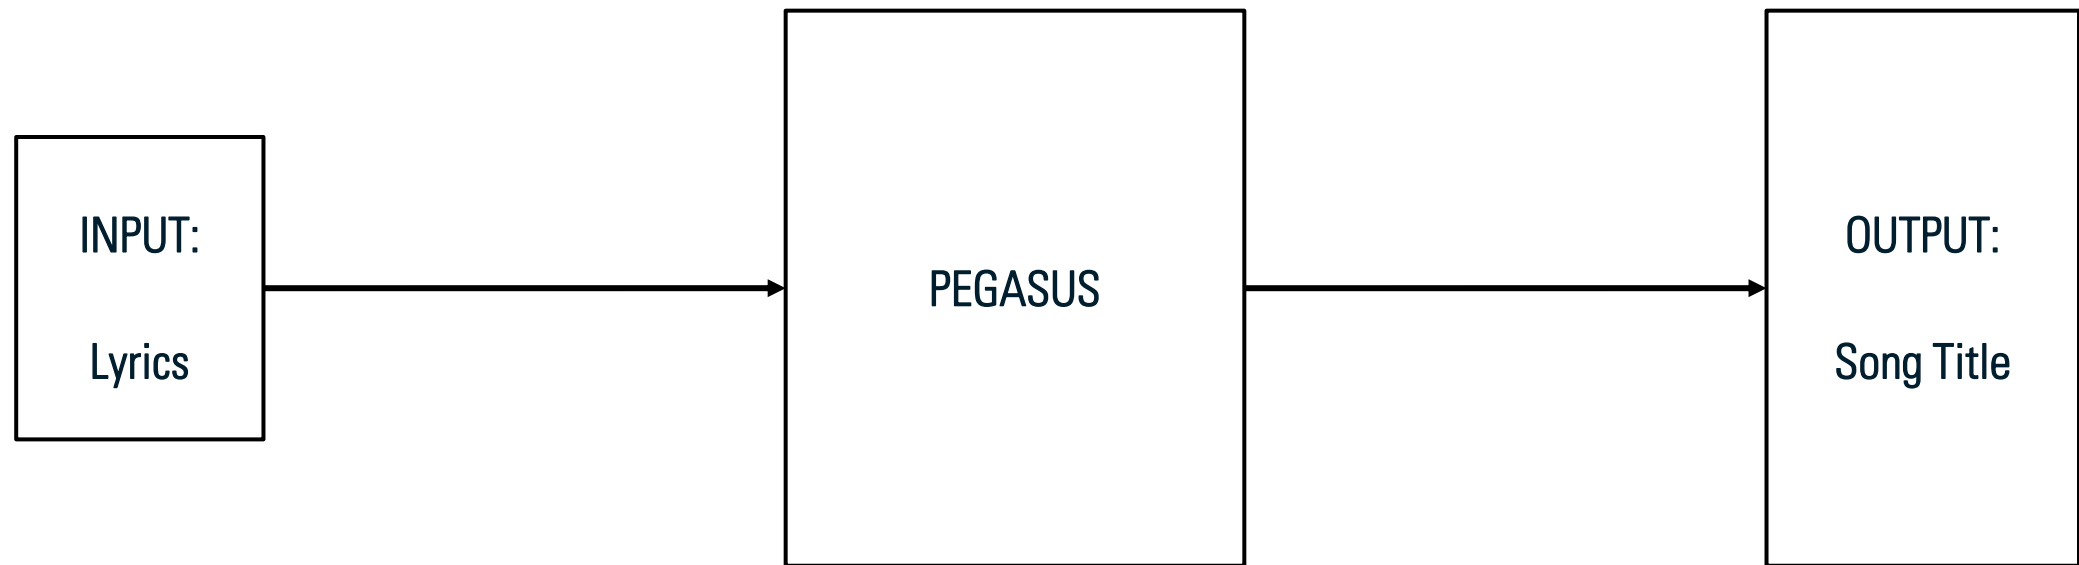 INPUT:
Lyrics
PEGASUS
OUTPUT:
Song Title